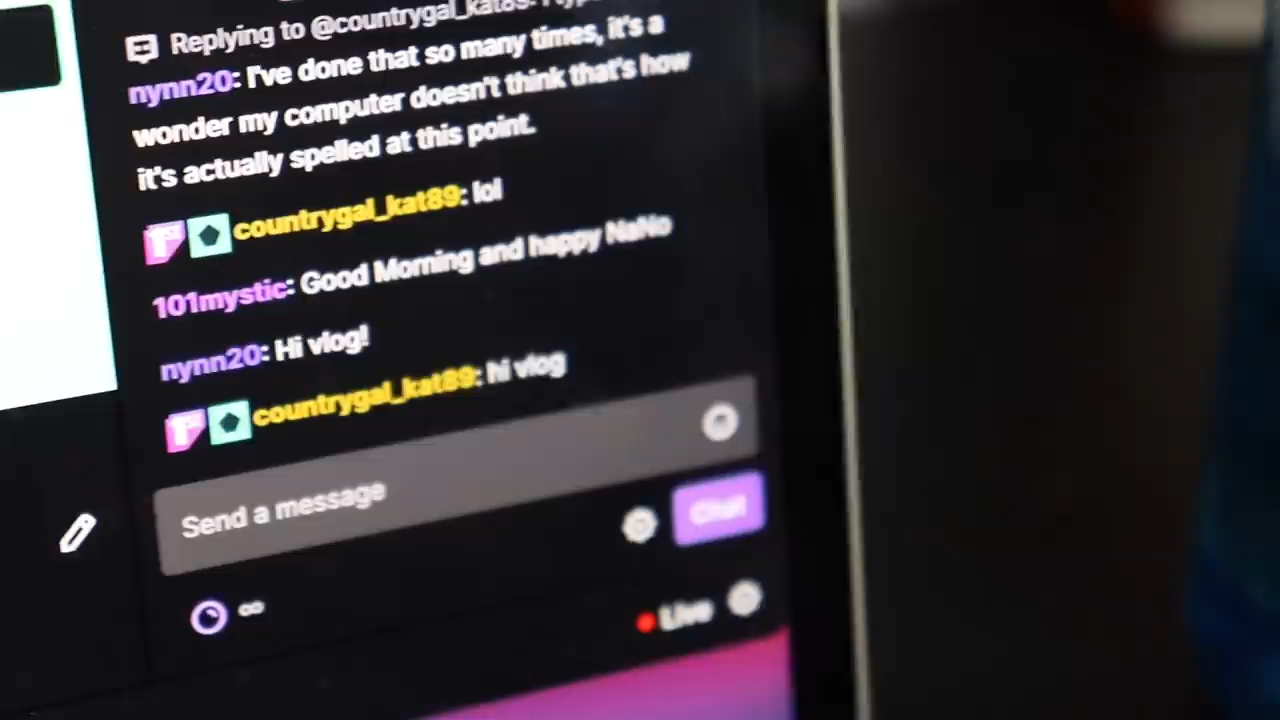 Replying to @countrygal_kat89:
nynn20: I've done that so many times, it's a
wonder my computer doesn't think that's how
it's actually spelled at this point.
countrygal_kat89: lol
101mystic: Good Morning and happy NaNo
nynn20: Hi vlog!
countrygal_kat89: hi vlog
Send a message
Chat
∞
Live